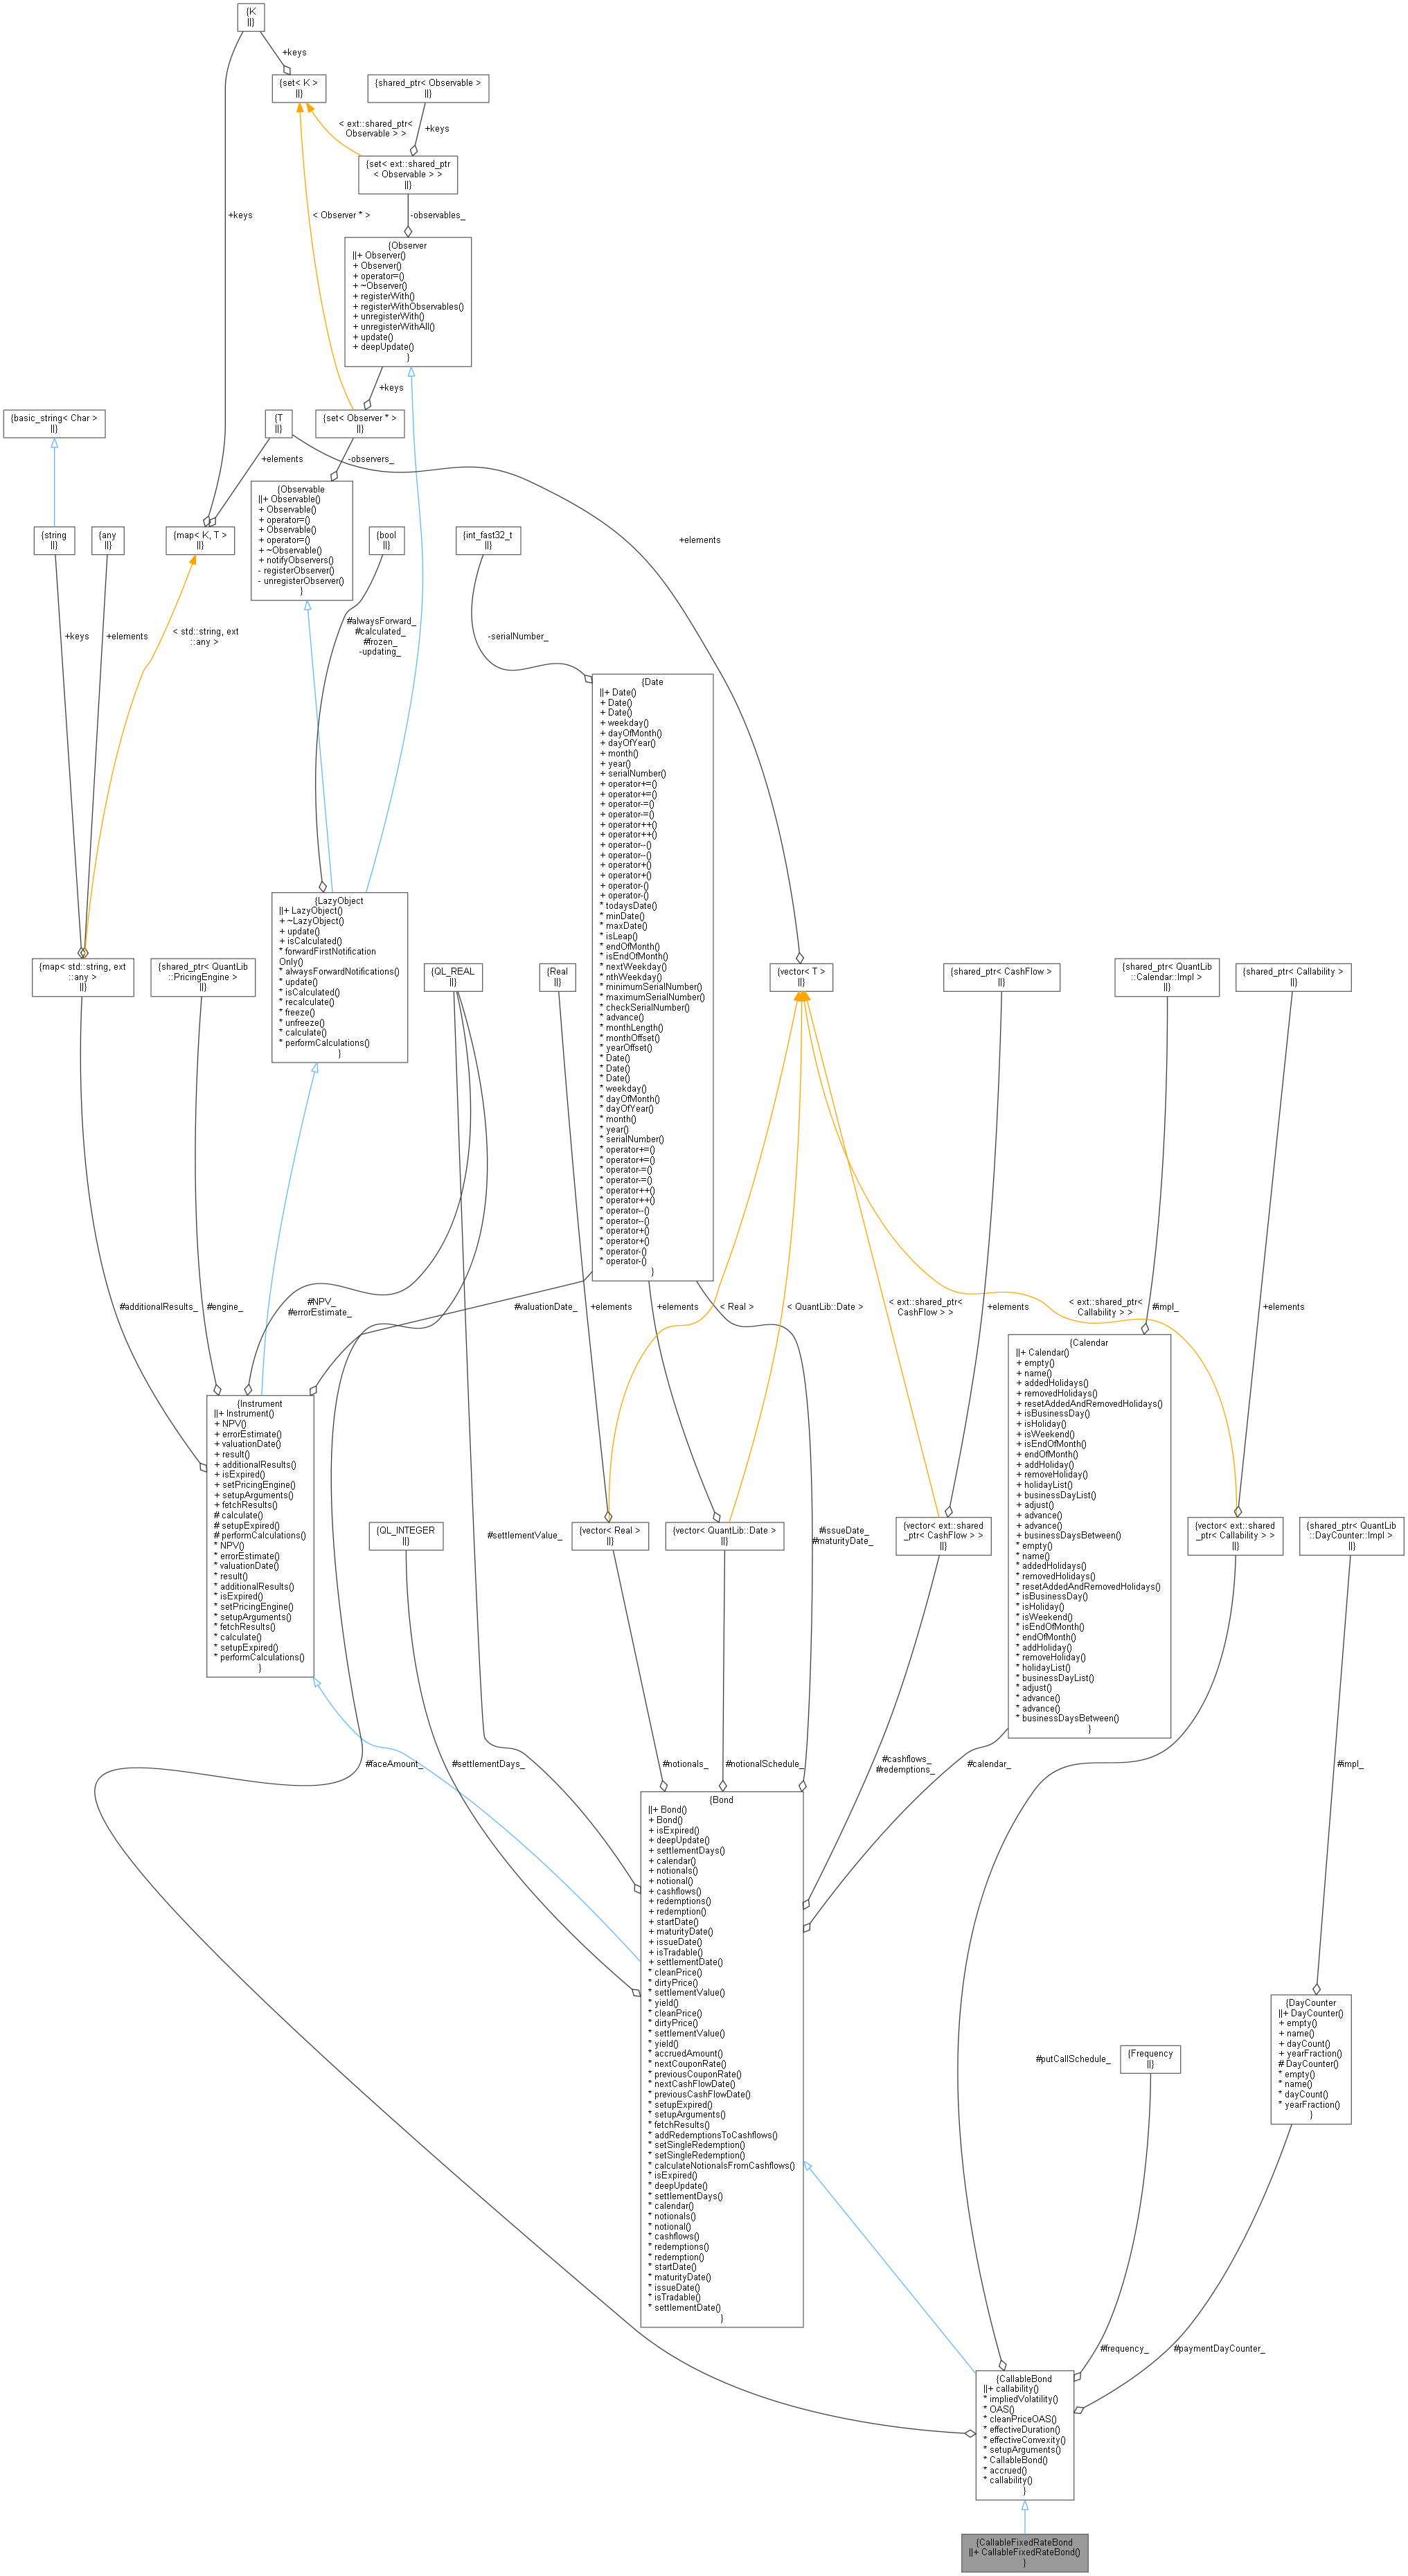 {K
||}
+keys
{set< K >
||}
{shared_ptr< Observable >
||}
< ext::shared_ptr<
Observable > >
+keys
{set< ext::shared_ptr
< Observable > >
||}
+keys
< Observer * >
-observables_
{Observer
||+ Observer()
+ Observer()
+ operator=()
+ ~Observer()
+ registerWith()
+ registerWithObservables()
+ unregisterWith()
+ unregisterWithAll()
+ update()
+ deepUpdate()
}
+keys
{basic_string< Char >
||}
{T
||}
{set< Observer * >
||}
+elements
-observers_
{Observable
||+ Observable()
+ Observable()
+ operator=()
+ Observable()
+ operator=()
+ ~Observable()
+ notifyObservers()
- registerObserver()
- unregisterObserver()
}
{string
||}
{any
||}
{map< K, T >
||}
{bool
||}
{int_fast32_t
||}
+elements
+keys
+elements
< std::string, ext
::any >
#alwaysForward_
#calculated_
#frozen_
-updating_
-serialNumber_
{Date
||+ Date()
+ Date()
+ Date()
+ weekday()
+ dayOfMonth()
+ dayOfYear()
+ month()
+ year()
+ serialNumber()
+ operator+=()
+ operator+=()
+ operator-=()
+ operator-=()
+ operator++()
+ operator++()
+ operator--()
+ operator--()
+ operator+()
+ operator+()
+ operator-()
+ operator-()
* todaysDate()
* minDate()
* maxDate()
* isLeap()
* endOfMonth()
* isEndOfMonth()
* nextWeekday()
* nthWeekday()
* minimumSerialNumber()
* maximumSerialNumber()
* checkSerialNumber()
* advance()
* monthLength()
* monthOffset()
* yearOffset()
* Date()
* Date()
* Date()
* weekday()
* dayOfMonth()
* dayOfYear()
* month()
* year()
* serialNumber()
* operator+=()
* operator+=()
* operator-=()
* operator-=()
* operator++()
* operator++()
* operator--()
* operator--()
* operator+()
* operator+()
* operator-()
* operator-()
}
{LazyObject
||+ LazyObject()
+ ~LazyObject()
+ update()
+ isCalculated()
* forwardFirstNotification
Only()
* alwaysForwardNotifications()
* update()
* isCalculated()
* recalculate()
* freeze()
* unfreeze()
* calculate()
* performCalculations()
}
{map< std::string, ext
::any >
||}
{shared_ptr< QuantLib
::PricingEngine >
||}
{QL_REAL
||}
{Real
||}
{vector< T >
||}
{shared_ptr< CashFlow >
||}
{shared_ptr< QuantLib
::Calendar::Impl >
||}
{shared_ptr< Callability >
||}
#additionalResults_
#engine_
#NPV_
#errorEstimate_
#valuationDate_
+elements
+elements
< Real >
< QuantLib::Date >
< ext::shared_ptr<
CashFlow > >
+elements
< ext::shared_ptr<
Callability > >
#impl_
+elements
{Calendar
||+ Calendar()
+ empty()
+ name()
+ addedHolidays()
+ removedHolidays()
+ resetAddedAndRemovedHolidays()
+ isBusinessDay()
+ isHoliday()
+ isWeekend()
+ isEndOfMonth()
+ endOfMonth()
+ addHoliday()
+ removeHoliday()
+ holidayList()
+ businessDayList()
+ adjust()
+ advance()
+ advance()
+ businessDaysBetween()
* empty()
* name()
* addedHolidays()
* removedHolidays()
* resetAddedAndRemovedHolidays()
* isBusinessDay()
* isHoliday()
* isWeekend()
* isEndOfMonth()
* endOfMonth()
* addHoliday()
* removeHoliday()
* holidayList()
* businessDayList()
* adjust()
* advance()
* advance()
* businessDaysBetween()
}
{Instrument
||+ Instrument()
+ NPV()
+ errorEstimate()
+ valuationDate()
+ result()
+ additionalResults()
+ isExpired()
+ setPricingEngine()
+ setupArguments()
+ fetchResults()
# calculate()
# setupExpired()
# performCalculations()
* NPV()
* errorEstimate()
* valuationDate()
* result()
* additionalResults()
* isExpired()
* setPricingEngine()
* setupArguments()
* fetchResults()
* calculate()
* setupExpired()
* performCalculations()
}
{QL_INTEGER
||}
#settlementValue_
{vector< Real >
||}
{vector< QuantLib::Date >
||}
#issueDate_
#maturityDate_
{vector< ext::shared
_ptr< CashFlow > >
||}
{vector< ext::shared
_ptr< Callability > >
||}
{shared_ptr< QuantLib
::DayCounter::Impl >
||}
#faceAmount_
#settlementDays_
#notionals_
#notionalSchedule_
#cashflows_
#redemptions_
#calendar_
#impl_
{Bond
||+ Bond()
+ Bond()
+ isExpired()
+ deepUpdate()
+ settlementDays()
+ calendar()
+ notionals()
+ notional()
+ cashflows()
+ redemptions()
+ redemption()
+ startDate()
+ maturityDate()
+ issueDate()
+ isTradable()
+ settlementDate()
* cleanPrice()
* dirtyPrice()
* settlementValue()
* yield()
* cleanPrice()
* dirtyPrice()
* settlementValue()
* yield()
* accruedAmount()
* nextCouponRate()
* previousCouponRate()
* nextCashFlowDate()
* previousCashFlowDate()
* setupExpired()
* setupArguments()
* fetchResults()
* addRedemptionsToCashflows()
* setSingleRedemption()
* setSingleRedemption()
* calculateNotionalsFromCashflows()
* isExpired()
* deepUpdate()
* settlementDays()
* calendar()
* notionals()
* notional()
* cashflows()
* redemptions()
* redemption()
* startDate()
* maturityDate()
* issueDate()
* isTradable()
* settlementDate()
}
#putCallSchedule_
{Frequency
||}
{DayCounter
||+ DayCounter()
+ empty()
+ name()
+ dayCount()
+ yearFraction()
# DayCounter()
* empty()
* name()
* dayCount()
* yearFraction()
}
#frequency_
#paymentDayCounter_
{CallableBond
||+ callability()
* impliedVolatility()
* OAS()
* cleanPriceOAS()
* effectiveDuration()
* effectiveConvexity()
* setupArguments()
* CallableBond()
* accrued()
* callability()
}
{CallableFixedRateBond
||+ CallableFixedRateBond()
}